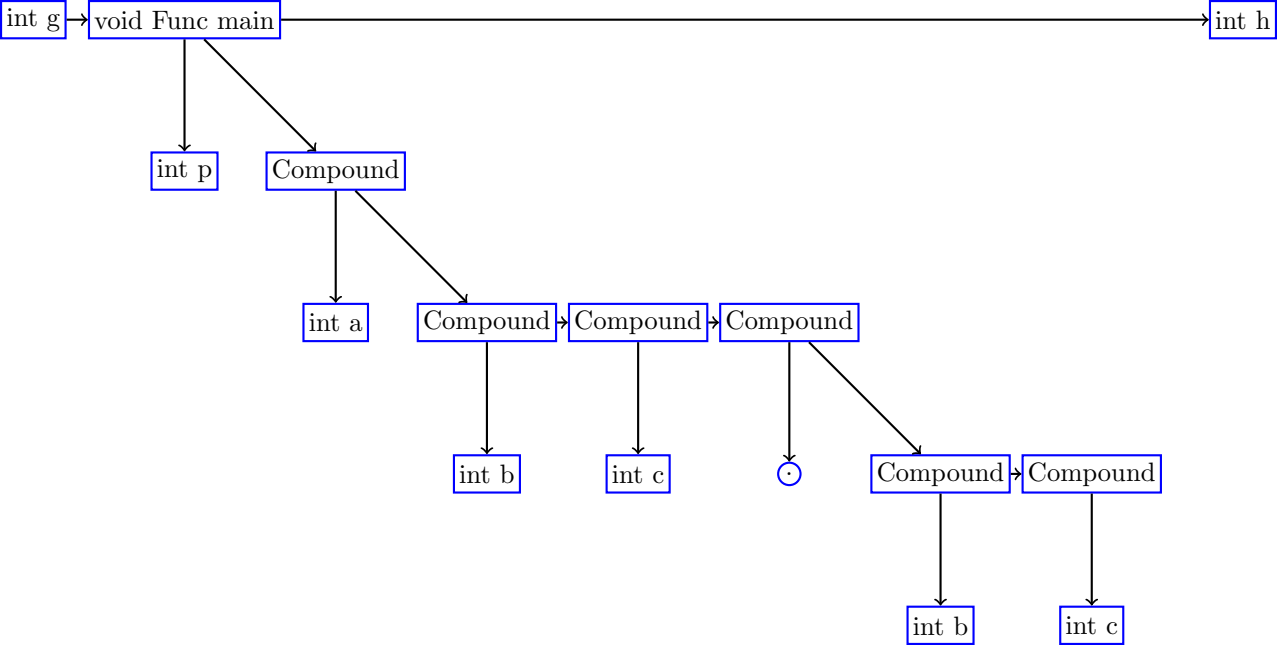 int g void Func main int h
int p Compound
int a Compound Compound Compound
int b int c · Compound Compound
int b int c